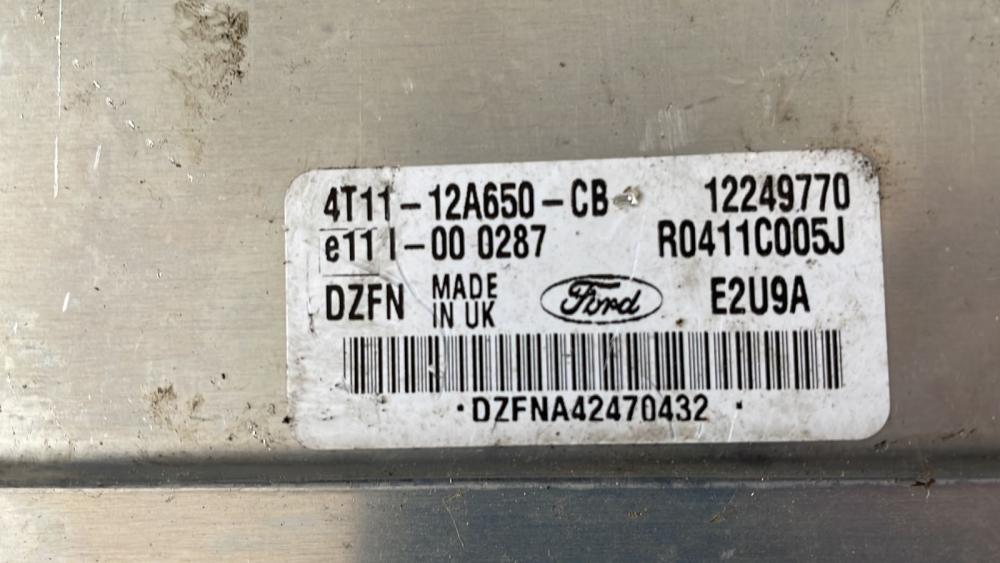 4T11-12A650-CB 12249770
e11 I-00 0287 R0411C005J
DZFN MADE IN UK Ford E2U9A
·DZFNA42470432·